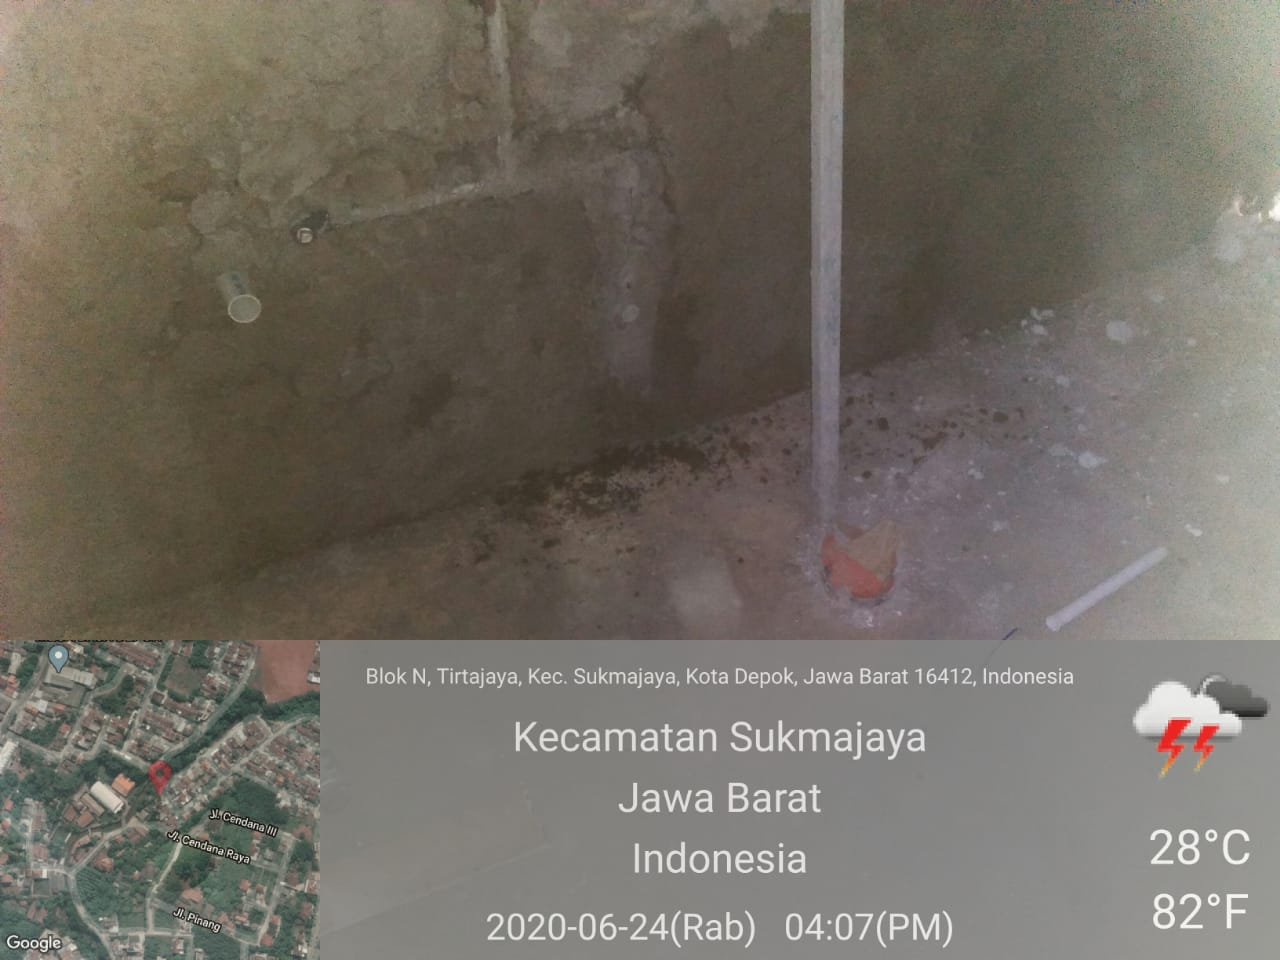 Blok N, Tirtajaya, Kec. Sukmajaya, Kota Depok, Jawa Barat 16412, Indonesia
Kecamatan Sukmajaya
Jawa Barat
Indonesia
2020-06-24(Rab) 04:07(PM)
28°C
82°F
Jl. Cendana III
Jl. Cendana Raya
Jl. Pinang
Google